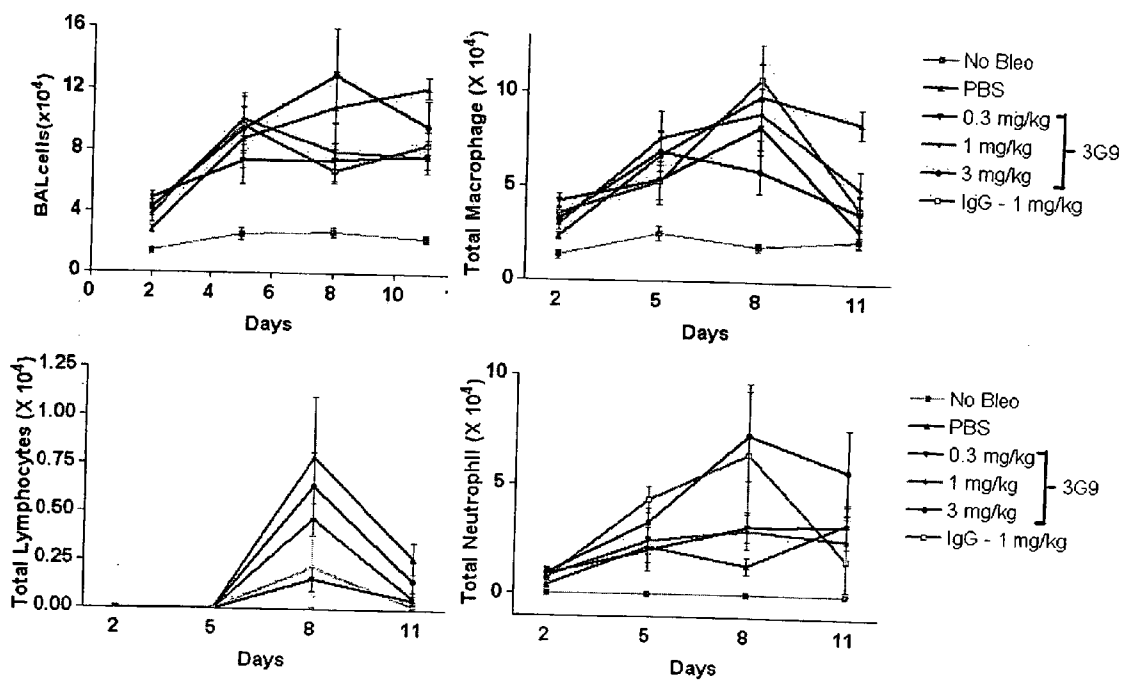 16
12
8
4
0
BALcells(x10⁴)
0 2 4 6 8 10
Days
10
5
0
Total Macrophage (X 10⁴)
2 5 8 11
Days
No Bleo
PBS
0.3 mg/kg
1 mg/kg
3 mg/kg
3G9
IgG - 1 mg/kg
1.25
1.00
0.75
0.50
0.25
0.00
Total Lymphocytes (X 10⁴)
2 5 8 11
Days
10
5
0
Total Neutrophil (X 10⁴)
2 5 8 11
Days
No Bleo
PBS
0.3 mg/kg
1 mg/kg
3 mg/kg
3G9
IgG - 1 mg/kg